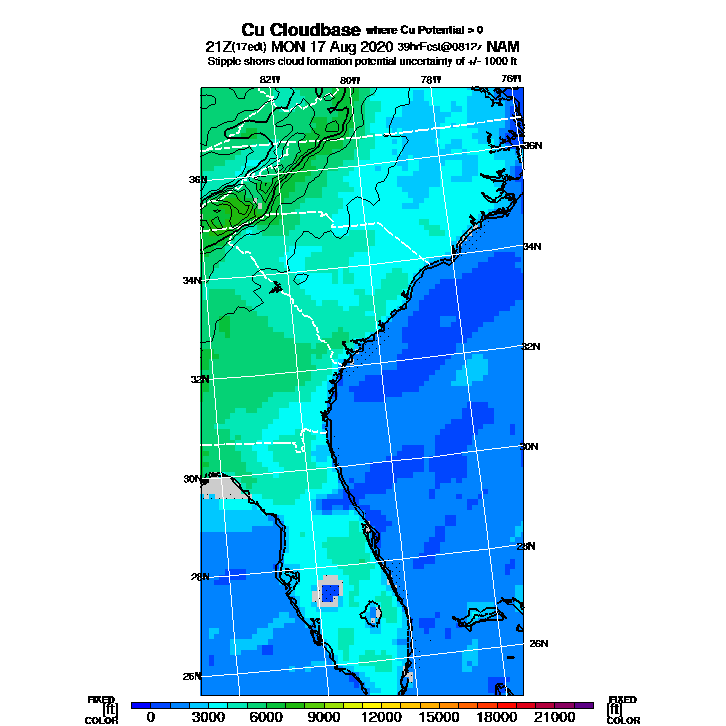 Cu Cloudbase where Cu Potential > 0
21Z(17edt) MON 17 Aug 2020 39hrFcst@0812z NAM
Stipple shows cloud formation potential uncertainty of +/- 1000 ft
82W 80W 78W 76W
36N
36N
34N
34N
32N
32N
30N
30N
28N
28N
26N
26N
FIXED FIXED
[ft] [ft]
COLOR 0 3000 6000 9000 12000 15000 18000 21000 COLOR